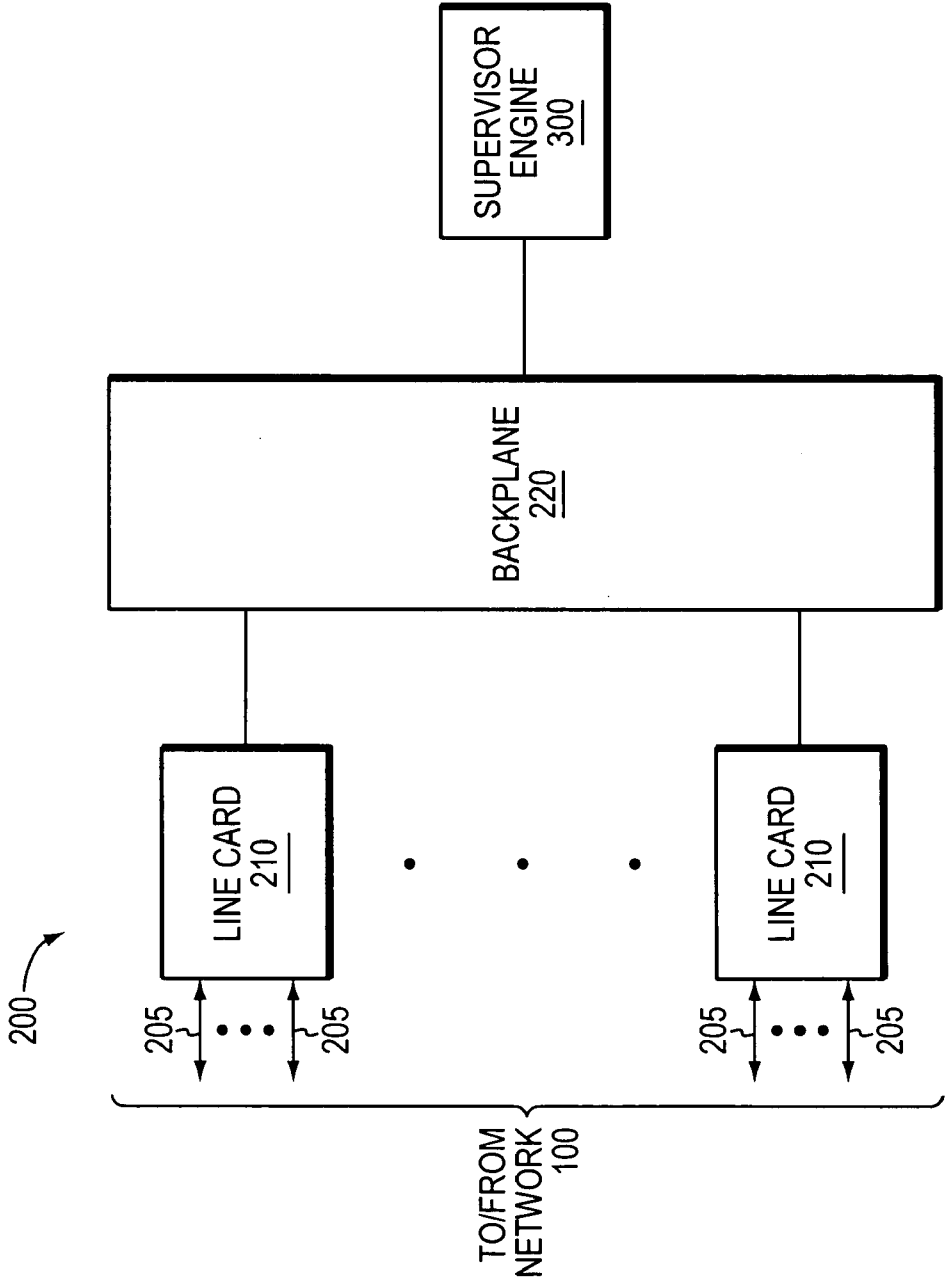 200
205
205
LINE CARD
210
205
205
LINE CARD
210
TO/FROM
NETWORK
100
BACKPLANE
220
SUPERVISOR
ENGINE
300